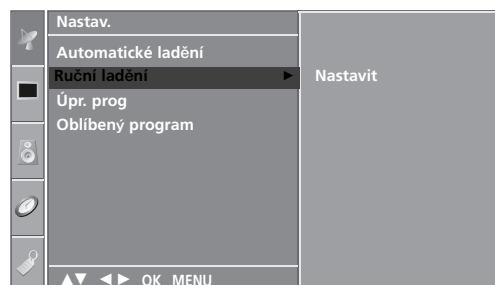 Nastav.
Automatické ladění
Ruční ladění ►
Nastavit
Úpr. prog
Oblíbený program
▲▼ ◄► OK MENU